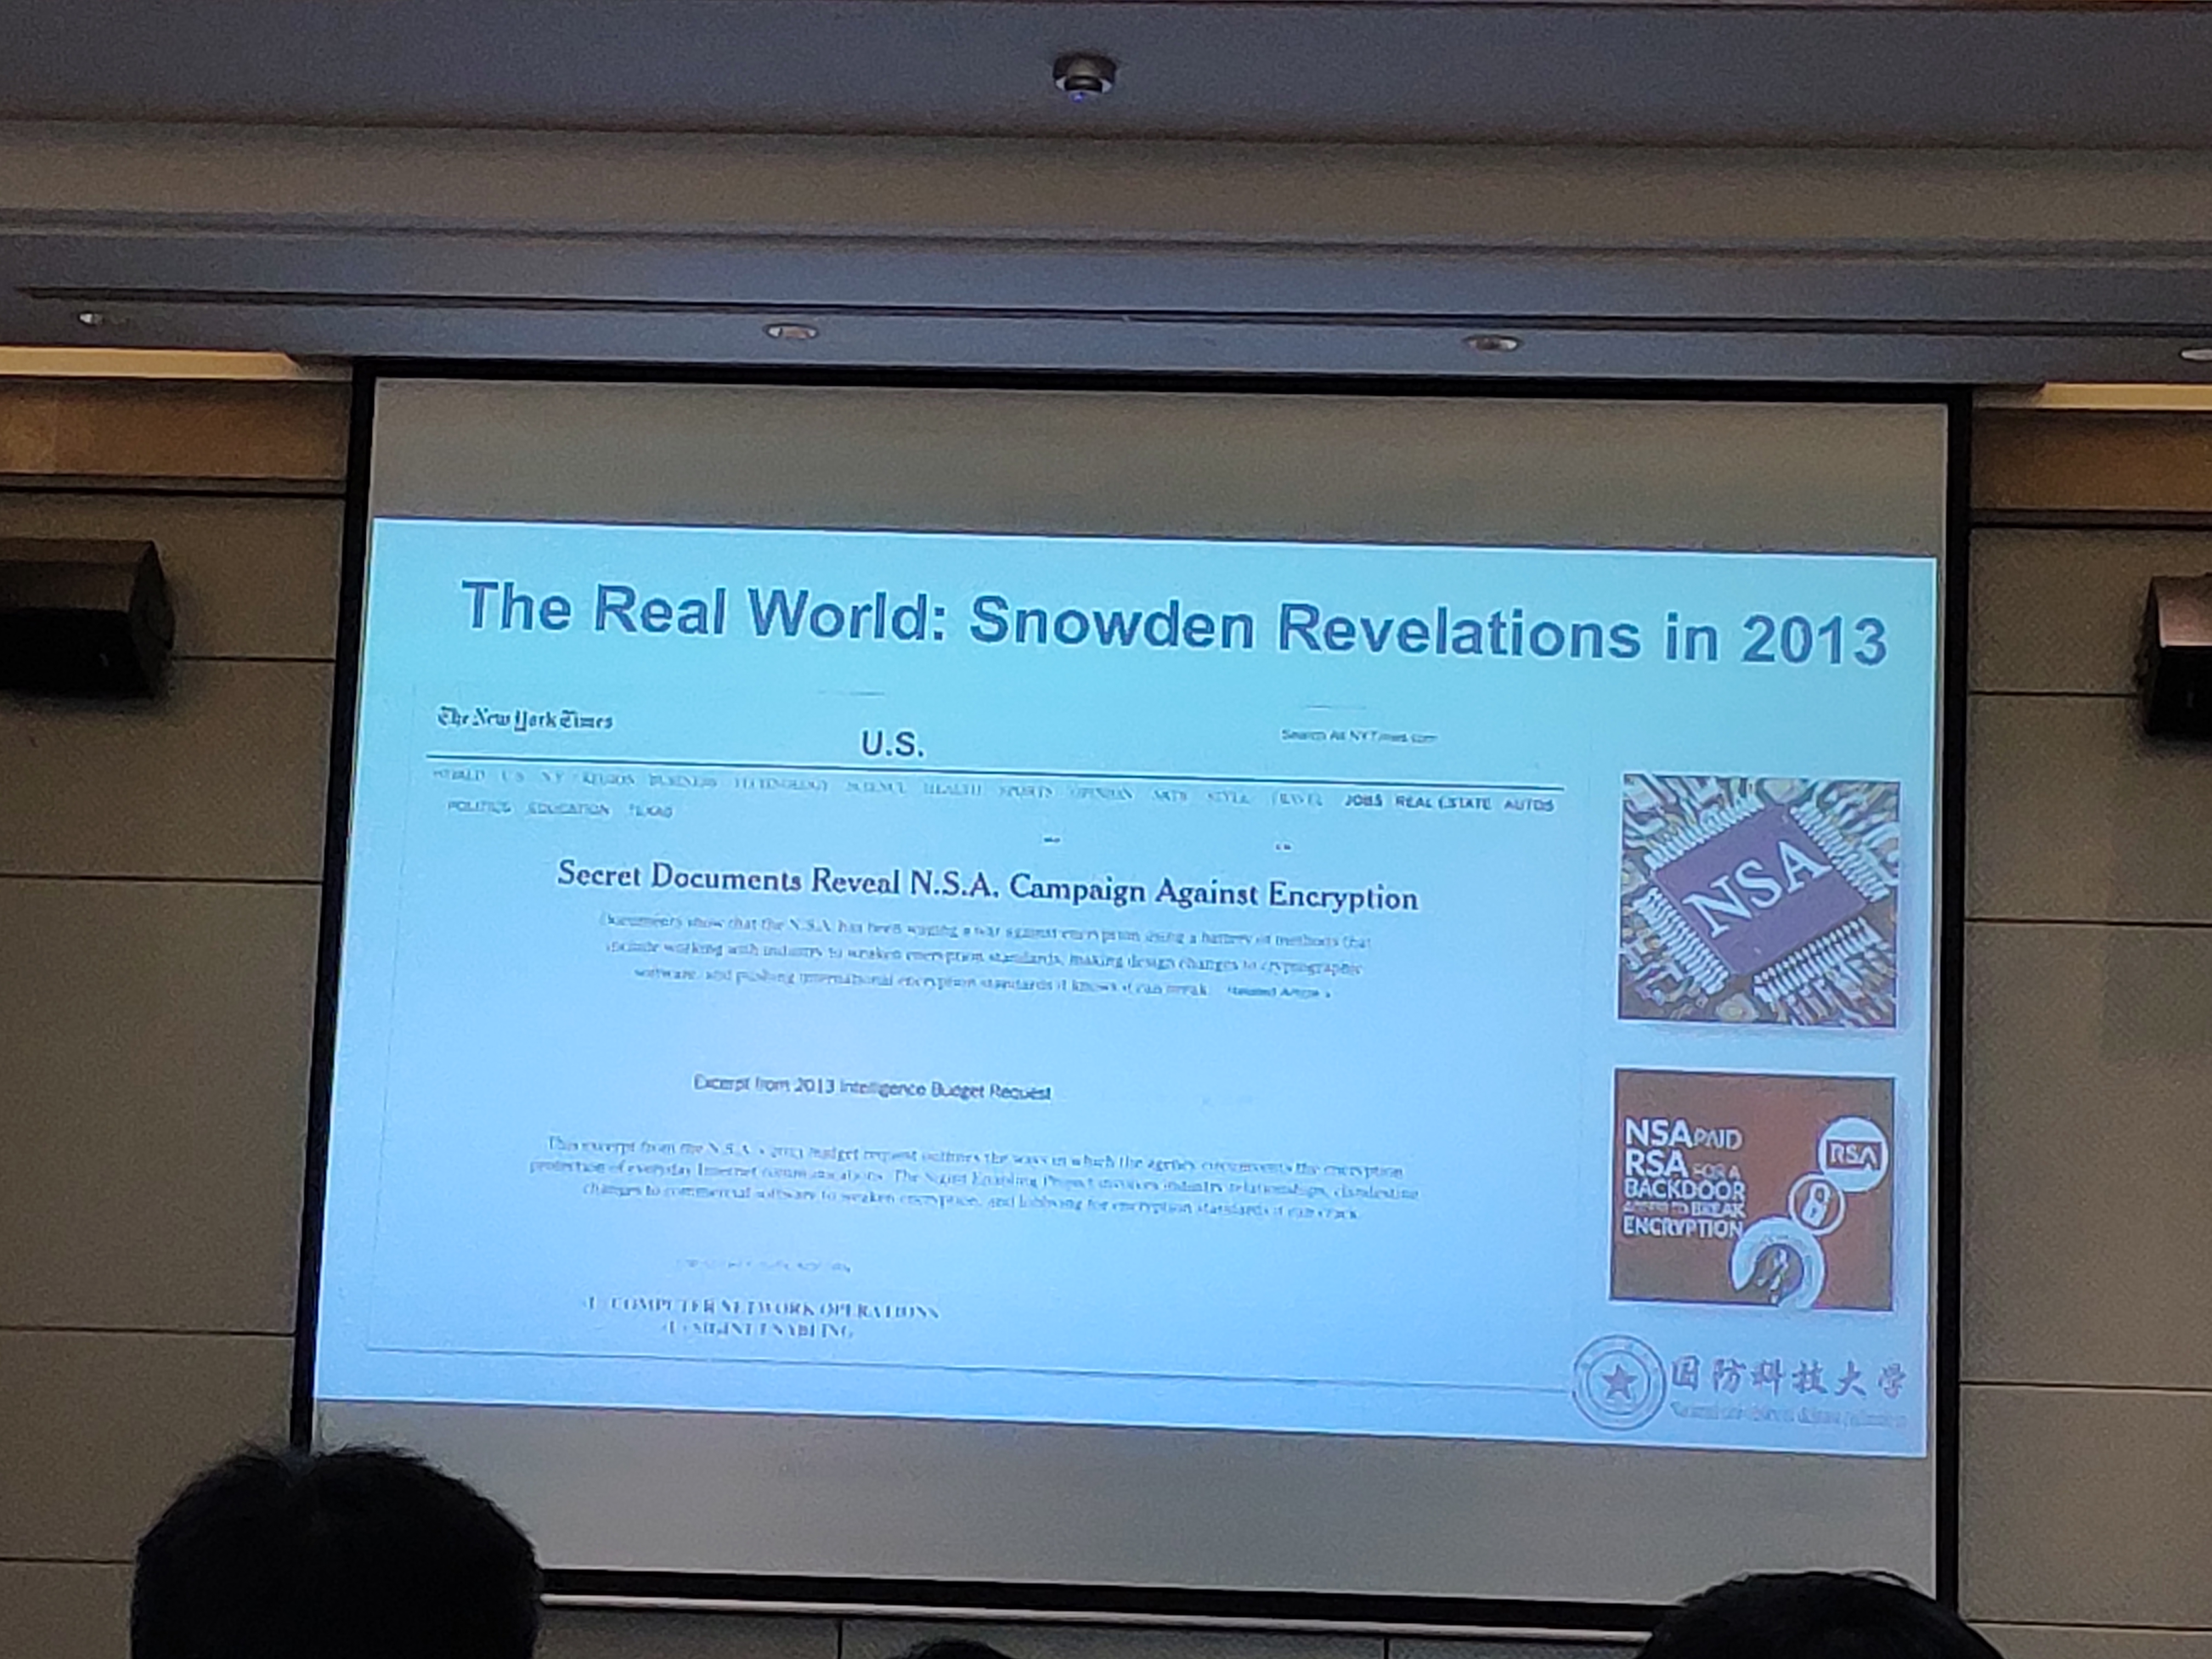 The Real World: Snowden Revelations in 2013
The New York Times
U.S.
Search All NYTimes.com
WORLD U.S. N.Y. / REGION BUSINESS TECHNOLOGY SCIENCE HEALTH SPORTS OPINION ARTS STYLE TRAVEL JOBS REAL ESTATE AUTOS
POLITICS EDUCATION TEXAS
Secret Documents Reveal N.S.A. Campaign Against Encryption
Documents show that the N.S.A. has been waging a war against encryption using a battery of methods that
include working with industry to weaken encryption standards, making design changes to cryptographic
software, and pushing international encryption standards it knows it can break. Related Article »
Excerpt from 2013 Intelligence Budget Request
This excerpt from the N.S.A.'s 2013 budget request outlines the ways in which the agency circumvents the encryption
protection of everyday Internet communications. The Sigint Enabling Project involves industry relationships, clandestine
changes to commercial software to weaken encryption, and lobbying for encryption standards it can crack.
COMPUTER NETWORK OPERATIONS
SIGINT ENABLING
NSA
NSA PAID
RSA FOR A
BACKDOOR
TO BREAK
ENCRYPTION
RSA
国防科技大学